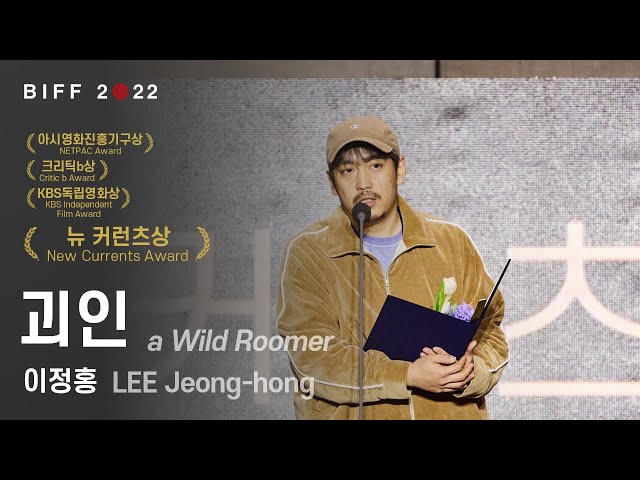 BIFF 2022
아시영화진흥기구상
NETPAC Award
크리틱b상
Critic b Award
KBS독립영화상
KBS Independent
Film Award
뉴 커런츠상
New Currents Award
괴인
a Wild Roomer
이정홍 LEE Jeong-hong
츠